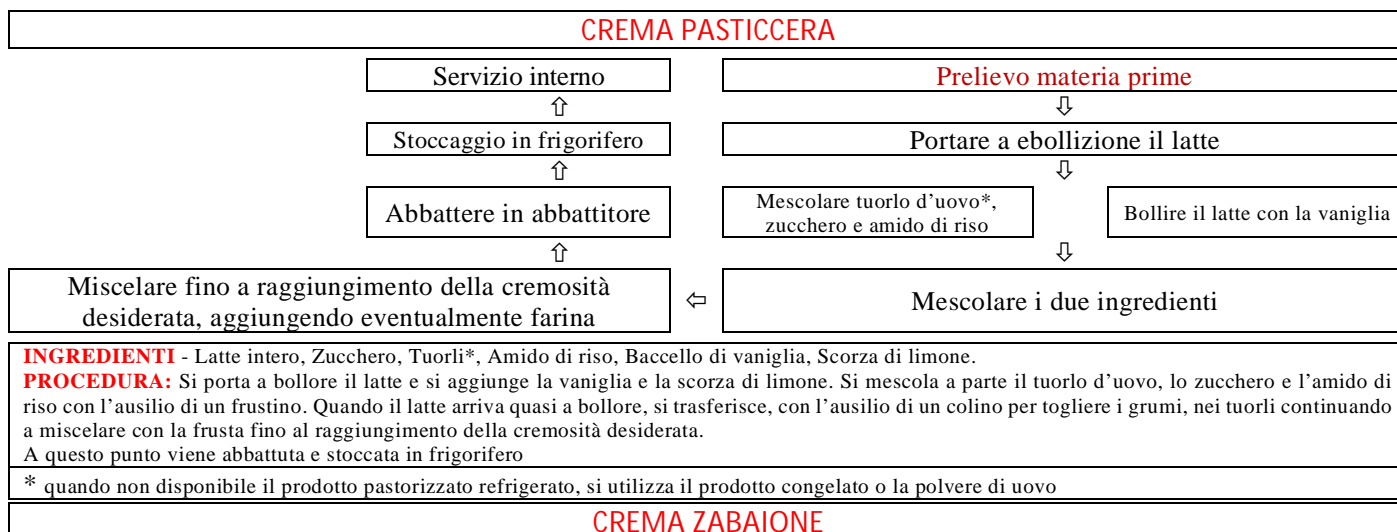 CREMA PASTICCERA
Servizio interno
Prelievo materia prime
⇧
⇩
Stoccaggio in frigorifero
Portare a ebollizione il latte
⇧
⇩
Abbattere in abbattitore
Mescolare tuorlo d'uovo*,
zucchero e amido di riso
Bollire il latte con la vaniglia
⇧
⇩
Miscelare fino a raggiungimento della cremosità
desiderata, aggiungendo eventualmente farina
⇦
Mescolare i due ingredienti
INGREDIENTI - Latte intero, Zucchero, Tuorli*, Amido di riso, Baccello di vaniglia, Scorza di limone.
PROCEDURA: Si porta a bollore il latte e si aggiunge la vaniglia e la scorza di limone. Si mescola a parte il tuorlo d'uovo, lo zucchero e l'amido di
riso con l'ausilio di un frustino. Quando il latte arriva quasi a bollore, si trasferisce, con l'ausilio di un colino per togliere i grumi, nei tuorli continuando
a miscelare con la frusta fino al raggiungimento della cremosità desiderata.
A questo punto viene abbattuta e stoccata in frigorifero
* quando non disponibile il prodotto pastorizzato refrigerato, si utilizza il prodotto congelato o la polvere di uovo
CREMA ZABAIONE